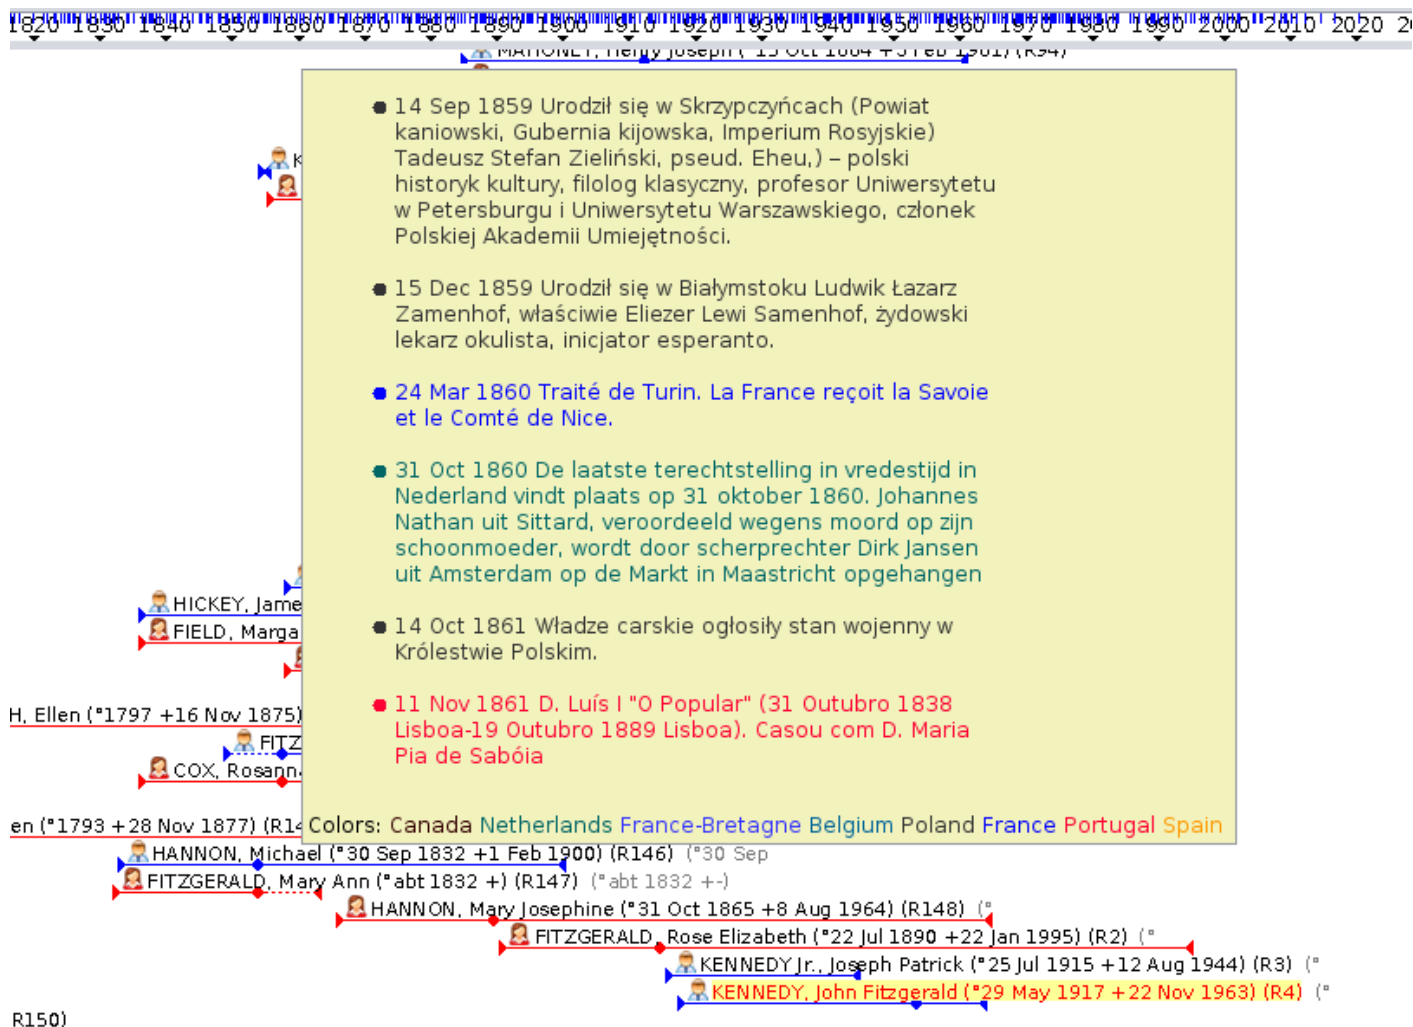 1820 1830 1840 1850 1860 1870 1880 1890 1900 1910 1920 1930 1940 1950 1960 1970 1980 1990 2000 2010 2020
MAHONEY, Henry Joseph (°15 Oct 1864 +5 Feb 1961) (R94)
14 Sep 1859 Urodził się w Skrzypczyńcach (Powiat
kaniowski, Gubernia kijowska, Imperium Rosyjskie)
Tadeusz Stefan Zieliński, pseud. Eheu,) – polski
historyk kultury, filolog klasyczny, profesor Uniwersytetu
w Petersburgu i Uniwersytetu Warszawskiego, członek
Polskiej Akademii Umiejętności.
15 Dec 1859 Urodził się w Białymstoku Ludwik Łazarz
Zamenhof, właściwie Eliezer Lewi Samenhof, żydowski
lekarz okulista, inicjator esperanto.
24 Mar 1860 Traité de Turin. La France reçoit la Savoie
et le Comté de Nice.
31 Oct 1860 De laatste terechtstelling in vredestijd in
Nederland vindt plaats op 31 oktober 1860. Johannes
Nathan uit Sittard, veroordeeld wegens moord op zijn
schoonmoeder, wordt door scherprechter Dirk Jansen
uit Amsterdam op de Markt in Maastricht opgehangen
14 Oct 1861 Władze carskie ogłosiły stan wojenny w
Królestwie Polskim.
11 Nov 1861 D. Luís I "O Popular" (31 Outubro 1838
Lisboa-19 Outubro 1889 Lisboa). Casou com D. Maria
Pia de Sabóia
Colors: Canada Netherlands France-Bretagne Belgium Poland France Portugal Spain
K
HICKEY, Jame
FIELD, Marga
H, Ellen (°1797 +16 Nov 1875)
FITZ
COX, Rosann
en (°1793 +28 Nov 1877) (R14
HANNON, Michael (°30 Sep 1832 +1 Feb 1900) (R146) (°30 Sep
FITZGERALD, Mary Ann (°abt 1832 +) (R147) (°abt 1832 +-)
HANNON, Mary Josephine (°31 Oct 1865 +8 Aug 1964) (R148) (°
FITZGERALD, Rose Elizabeth (°22 Jul 1890 +22 Jan 1995) (R2) (°
KENNEDY Jr., Joseph Patrick (°25 Jul 1915 +12 Aug 1944) (R3) (°
KENNEDY, John Fitzgerald (°29 May 1917 +22 Nov 1963) (R4) (°
R150)